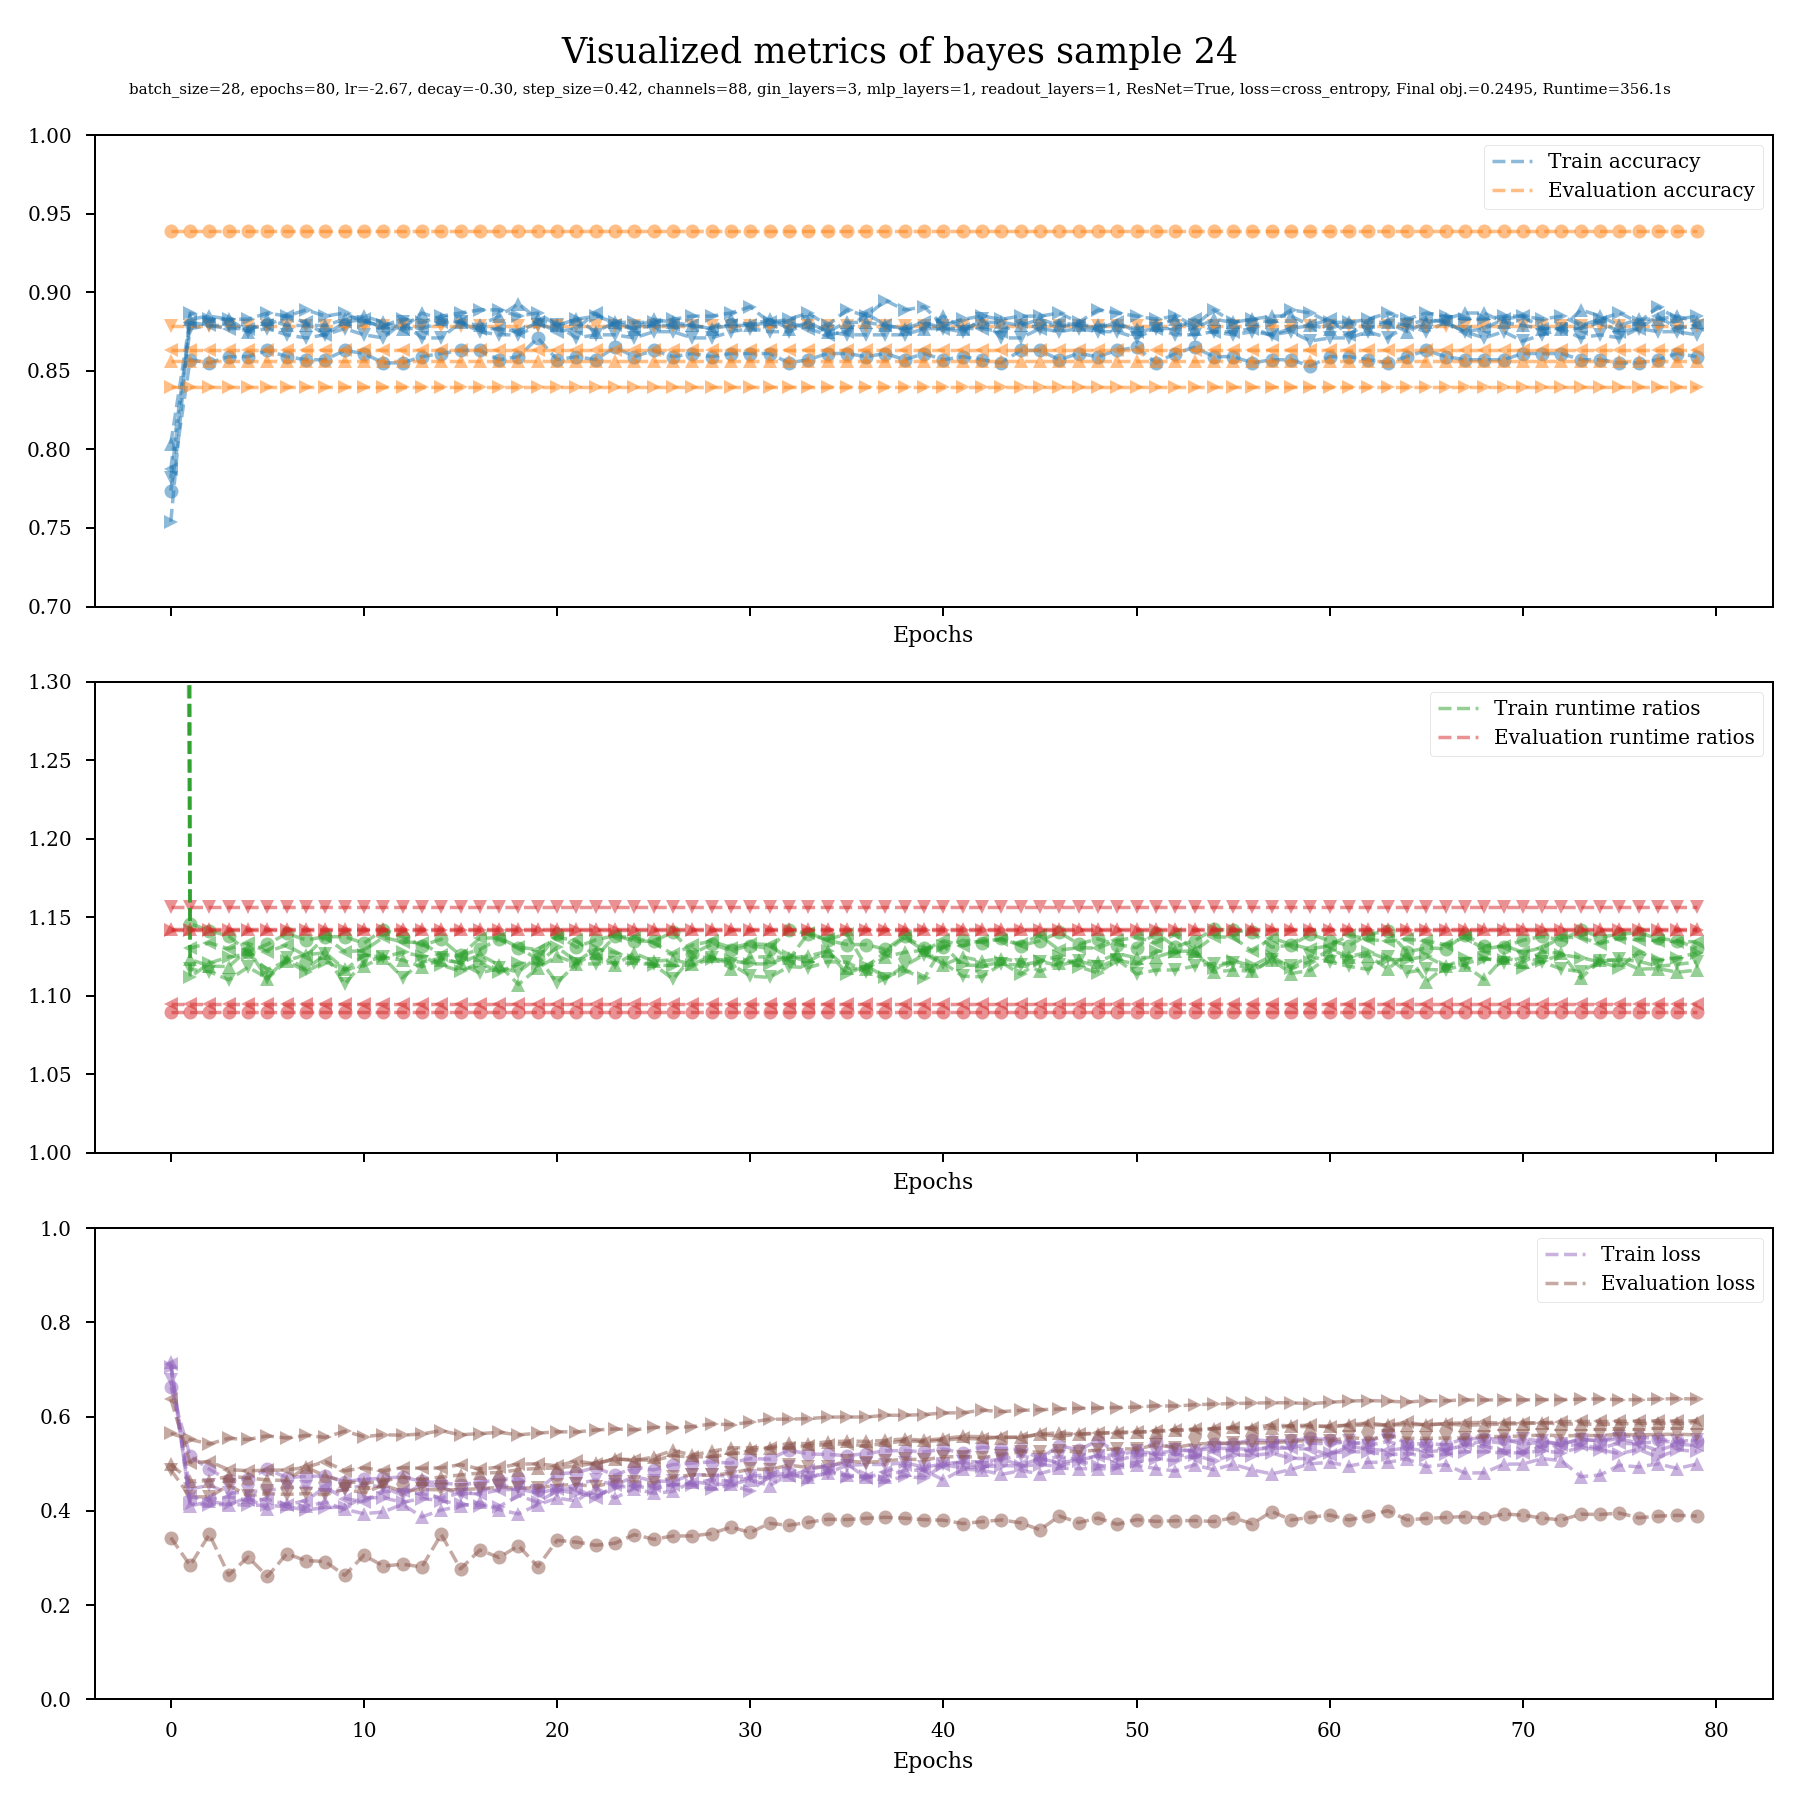 Visualized metrics of bayes sample 24
batch_size=28, epochs=80, lr=-2.67, decay=-0.30, step_size=0.42, channels=88, gin_layers=3, mlp_layers=1, readout_layers=1, ResNet=True, loss=cross_entropy, Final obj.=0.2495, Runtime=356.1s
1.00
0.95
0.90
0.85
0.80
0.75
0.70
Train accuracy
Evaluation accuracy
Epochs
1.30
1.25
1.20
1.15
1.10
1.05
1.00
Train runtime ratios
Evaluation runtime ratios
Epochs
1.0
0.8
0.6
0.4
0.2
0.0
Train loss
Evaluation loss
0 10 20 30 40 50 60 70 80
Epochs